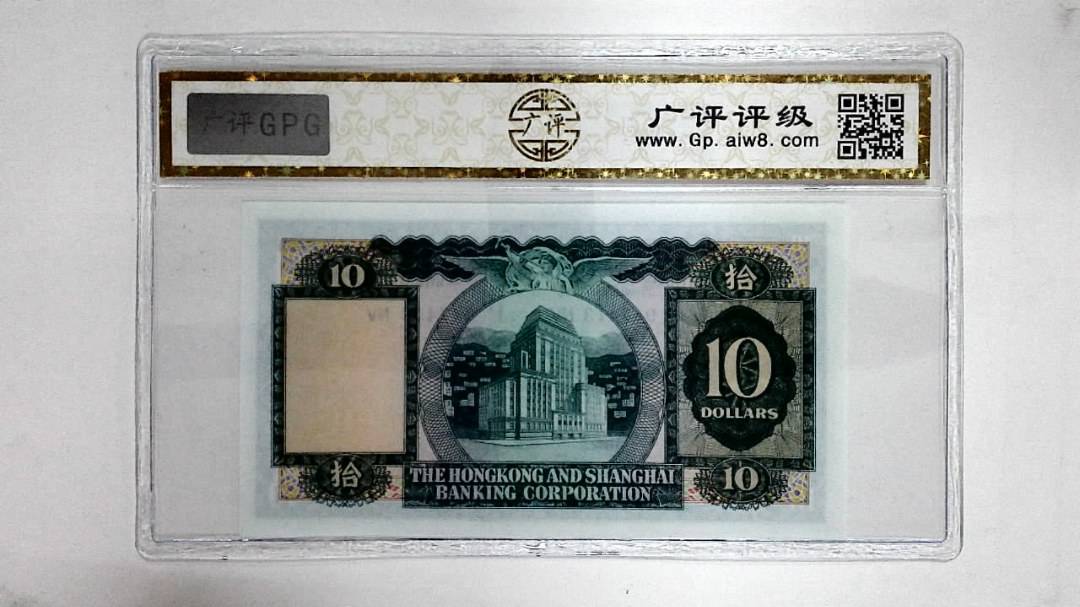 广评GPG
广评
广评评级
www. Gp. aiw8. com
10
拾
10
DOLLARS
拾
THE HONGKONG AND SHANGHAI
BANKING CORPORATION
10